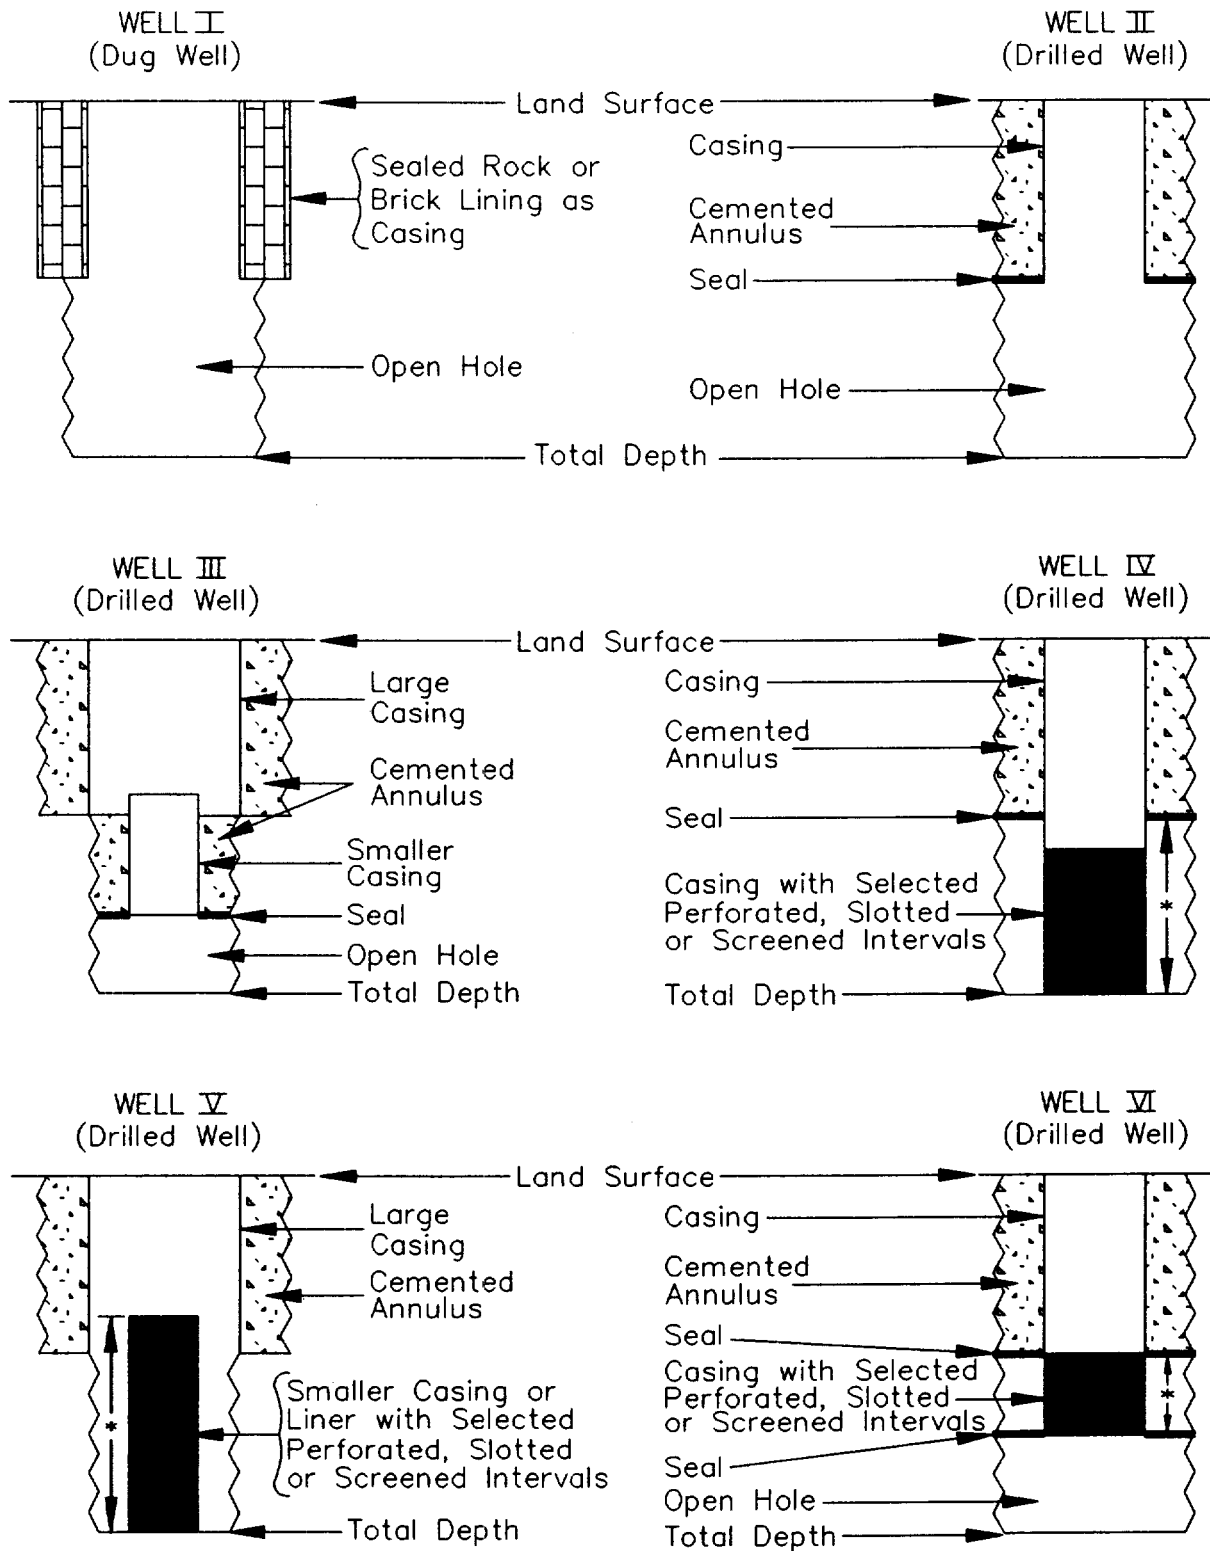 WELL I
(Dug Well)
WELL II
(Drilled Well)
Land Surface
Sealed Rock or
Brick Lining as
Casing
Casing
Cemented
Annulus
Seal
Open Hole
Open Hole
Total Depth
WELL III
(Drilled Well)
WELL IV
(Drilled Well)
Land Surface
Large
Casing
Cemented
Annulus
Smaller
Casing
Seal
Open Hole
Total Depth
Casing
Cemented
Annulus
Seal
Casing with Selected
Perforated, Slotted
or Screened Intervals
*
Total Depth
WELL V
(Drilled Well)
WELL VI
(Drilled Well)
Land Surface
Large
Casing
Cemented
Annulus
*
Smaller Casing or
Liner with Selected
Perforated, Slotted
or Screened Intervals
Total Depth
Casing
Cemented
Annulus
Seal
Casing with Selected
Perforated, Slotted
or Screened Intervals
*
Seal
Open Hole
Total Depth